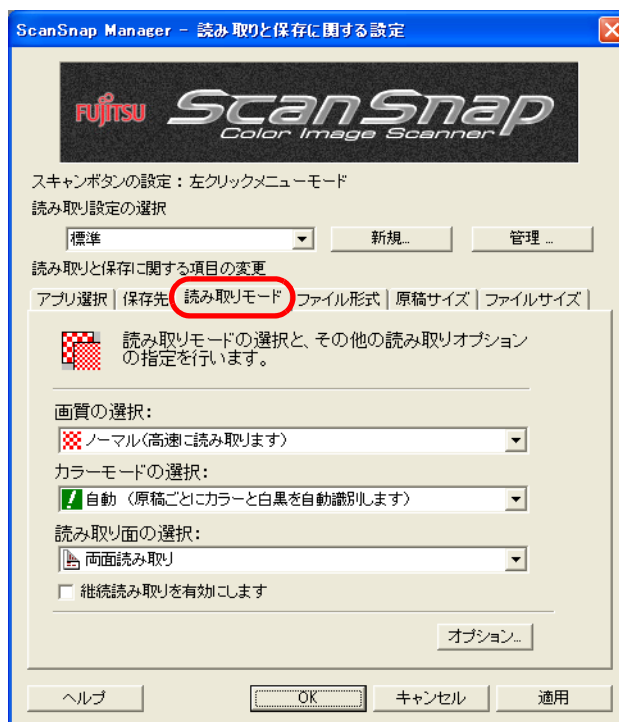 ScanSnap Manager - 読み取りと保存に関する設定
FUJITSU ScanSnap
Color Image Scanner
スキャンボタンの設定：左クリックメニューモード
読み取り設定の選択
標準 新規... 管理 ...
読み取りと保存に関する項目の変更
アプリ選択 保存先 読み取りモード ファイル形式 原稿サイズ ファイルサイズ
読み取りモードの選択と、その他の読み取りオプション
の指定を行います。
画質の選択：
ノーマル(高速に読み取ります)
カラーモードの選択：
自動 （原稿ごとにカラーと白黒を自動識別します）
読み取り面の選択：
両面読み取り
継続読み取りを有効にします
オプション...
ヘルプ OK キャンセル 適用